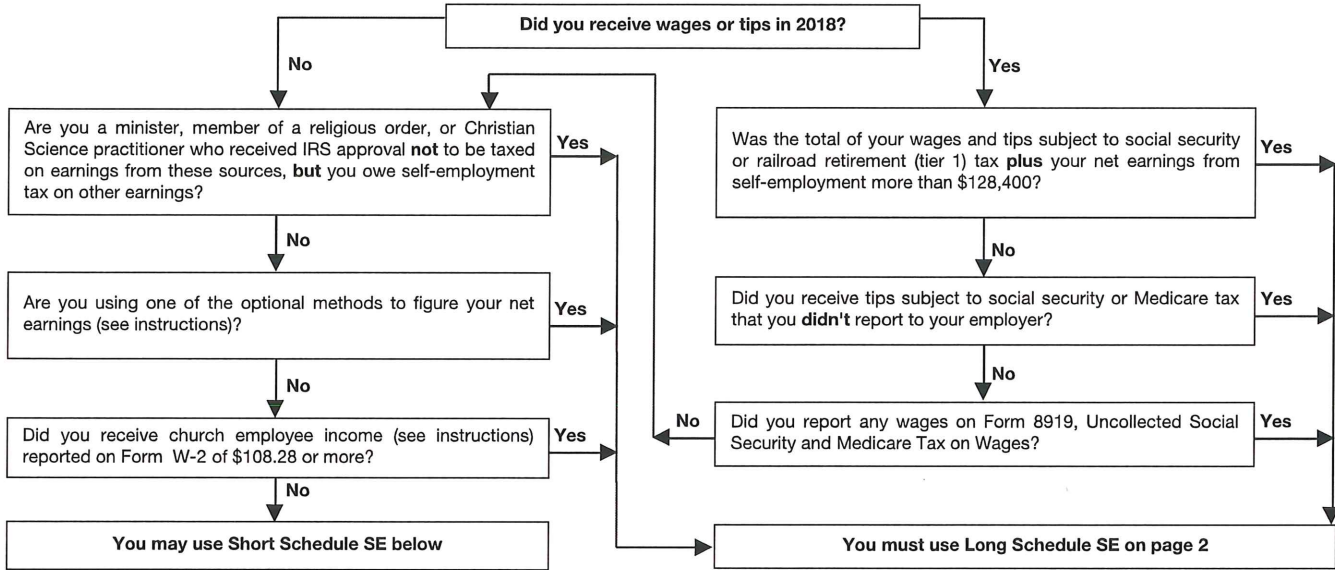 Did you receive wages or tips in 2018?
No
Yes
Are you a minister, member of a religious order, or Christian
Science practitioner who received IRS approval not to be taxed
on earnings from these sources, but you owe self-employment
tax on other earnings?
Yes
Was the total of your wages and tips subject to social security
or railroad retirement (tier 1) tax plus your net earnings from
self-employment more than $128,400?
Yes
No
No
Are you using one of the optional methods to figure your net
earnings (see instructions)?
Yes
Did you receive tips subject to social security or Medicare tax
that you didn't report to your employer?
Yes
No
No
Did you receive church employee income (see instructions)
reported on Form W-2 of $108.28 or more?
Yes
No
Did you report any wages on Form 8919, Uncollected Social
Security and Medicare Tax on Wages?
Yes
No
You may use Short Schedule SE below
You must use Long Schedule SE on page 2